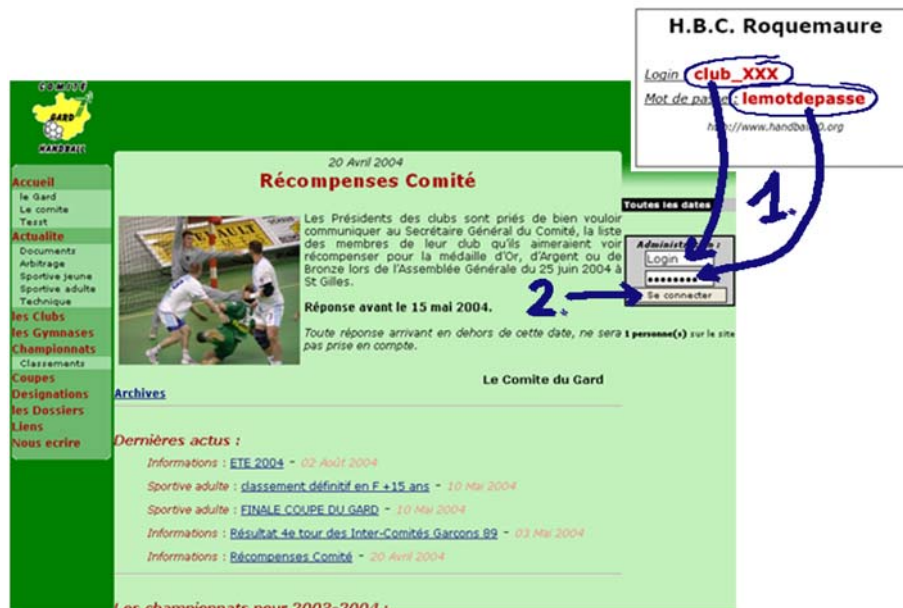 H.B.C. Roquemaure
Login : club_XXX
Mot de passe : lemotdepasse
1.
COMITÉ
GARD
HANDBALL
Accueil
le Gard
Le comite
Tesst
Actualite
Documents
Arbitrage
Sportive jeune
Sportive adulte
Technique
les Clubs
les Gymnases
Championnats
Classements
Coupes
Designations
les Dossiers
Liens
Nous ecrire
20 Avril 2004
Récompenses Comité
Les Présidents des clubs sont priés de bien vouloir
communiquer au Secrétaire Général du Comité, la liste
des membres de leur club qu'ils aimeraient voir
récompenser pour la médaille d'Or, d'Argent ou de
Bronze lors de l'Assemblée Générale du 25 juin 2004 à
St Gilles.
Réponse avant le 15 mai 2004.
Toute réponse arrivant en dehors de cette date, ne sera
pas prise en compte.
Le Comite du Gard
Archives
Toutes les dates
Login
2.
Se connecter
1 personne(s) sur le site
Dernières actus :
Informations : ETE 2004 - 02 Août 2004
Sportive adulte : classement définitif en F +15 ans - 10 Mai 2004
Sportive adulte : FINALE COUPE DU GARD - 10 Mai 2004
Informations : Résultat 4e tour des Inter-Comités Garcons 89 - 03 Mai 2004
Informations : Récompenses Comité - 20 Avril 2004
Les championnats pour 2003-2004 :